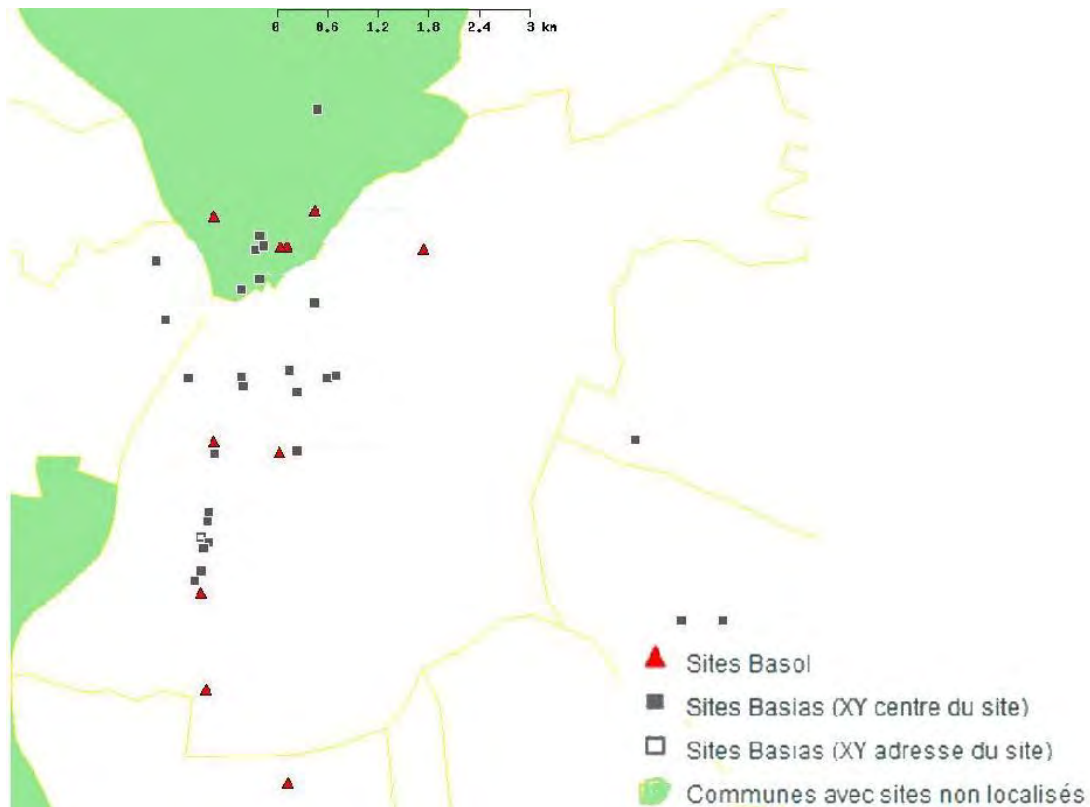 0 0.6 1.2 1.8 2.4 3 km
Sites Basol
Sites Basias (XY centre du site)
Sites Basias (XY adresse du site)
Communes avec sites non localisés